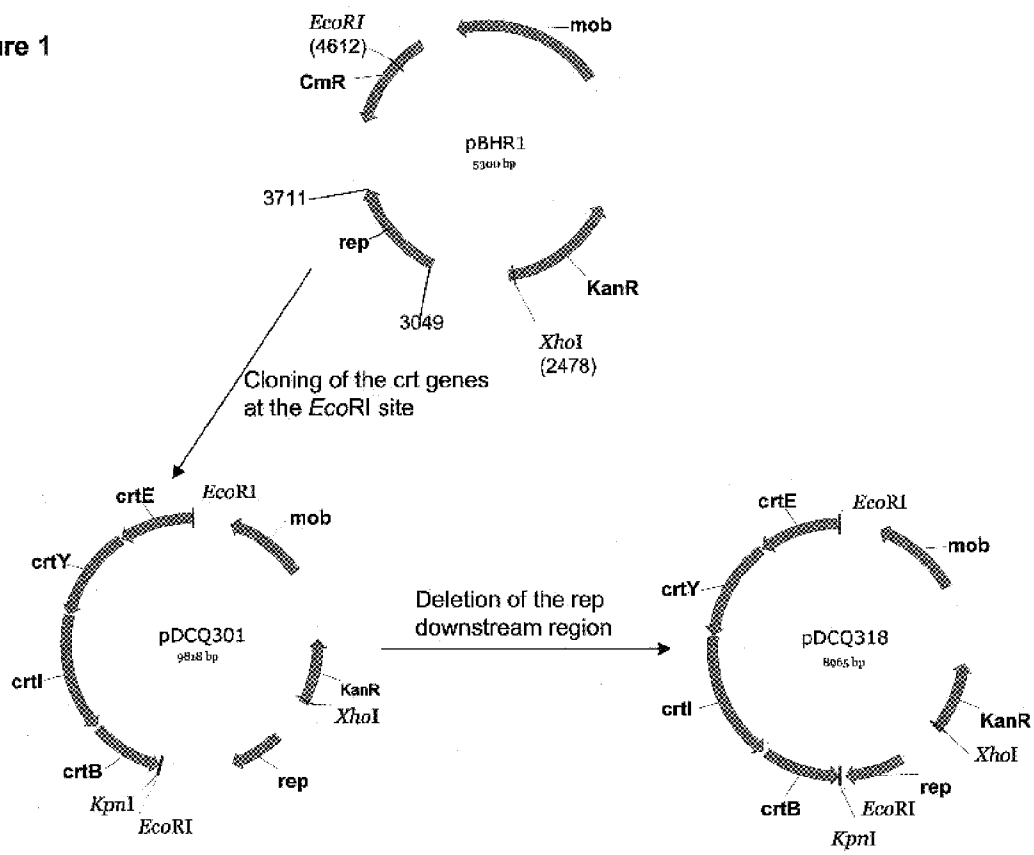 ure 1
EcoRI
(4612)
mob
CmR
pBHR1
5300 bp
3711
rep
KanR
3049
XhoI
(2478)
Cloning of the crt genes
at the EcoRI site
crtE
EcoRI
mob
crtY
pDCQ301
9818 bp
crtI
KanR
XhoI
crtB
rep
KpnI
EcoRI
Deletion of the rep
downstream region
crtE
EcoRI
mob
crtY
pDCQ318
8965 bp
crtI
KanR
XhoI
crtB
rep
EcoRI
KpnI